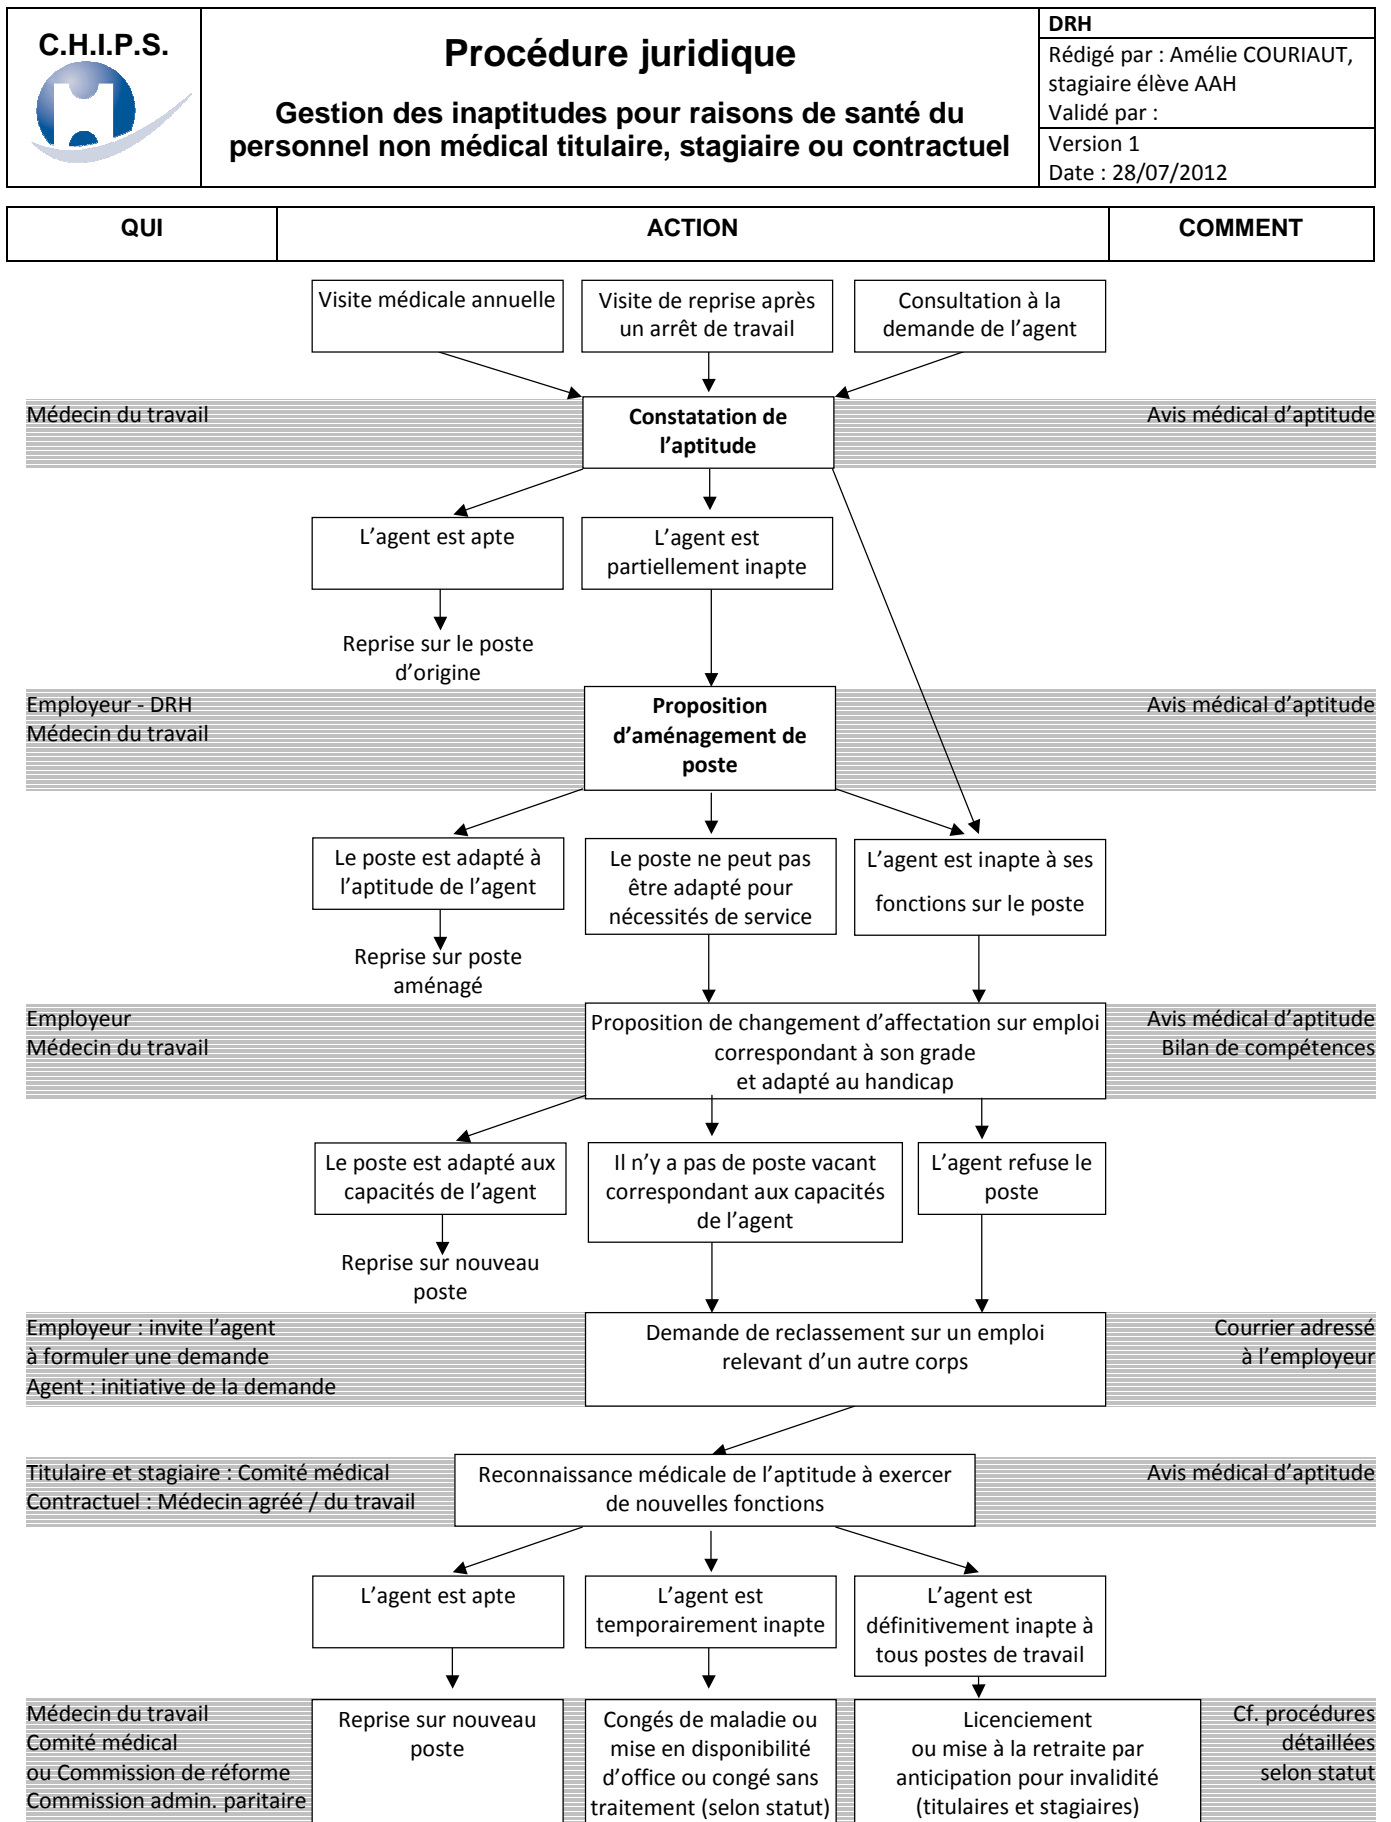 C.H.I.P.S.
Procédure juridique
Gestion des inaptitudes pour raisons de santé du
personnel non médical titulaire, stagiaire ou contractuel
DRH
Rédigé par : Amélie COURIAUT,
stagiaire élève AAH
Validé par :
Version 1
Date : 28/07/2012
QUI
ACTION
COMMENT
Visite médicale annuelle
Visite de reprise après
un arrêt de travail
Consultation à la
demande de l’agent
Médecin du travail
Constatation de
l’aptitude
Avis médical d’aptitude
L’agent est apte
L’agent est
partiellement inapte
Reprise sur le poste
d’origine
Employeur - DRH
Médecin du travail
Proposition
d’aménagement de
poste
Avis médical d’aptitude
Le poste est adapté à
l’aptitude de l’agent
Le poste ne peut pas
être adapté pour
nécessités de service
L’agent est inapte à ses
fonctions sur le poste
Reprise sur poste
aménagé
Employeur
Médecin du travail
Proposition de changement d’affectation sur emploi
correspondant à son grade
et adapté au handicap
Avis médical d’aptitude
Bilan de compétences
Le poste est adapté aux
capacités de l’agent
Il n’y a pas de poste vacant
correspondant aux capacités
de l’agent
L’agent refuse le
poste
Reprise sur nouveau
poste
Employeur : invite l’agent
à formuler une demande
Agent : initiative de la demande
Demande de reclassement sur un emploi
relevant d’un autre corps
Courrier adressé
à l’employeur
Titulaire et stagiaire : Comité médical
Contractuel : Médecin agréé / du travail
Reconnaissance médicale de l’aptitude à exercer
de nouvelles fonctions
Avis médical d’aptitude
L’agent est apte
L’agent est
temporairement inapte
L’agent est
définitivement inapte à
tous postes de travail
Médecin du travail
Comité médical
ou Commission de réforme
Commission admin. paritaire
Reprise sur nouveau
poste
Congés de maladie ou
mise en disponibilité
d’office ou congé sans
traitement (selon statut)
Licenciement
ou mise à la retraite par
anticipation pour invalidité
(titulaires et stagiaires)
Cf. procédures
détaillées
selon statut